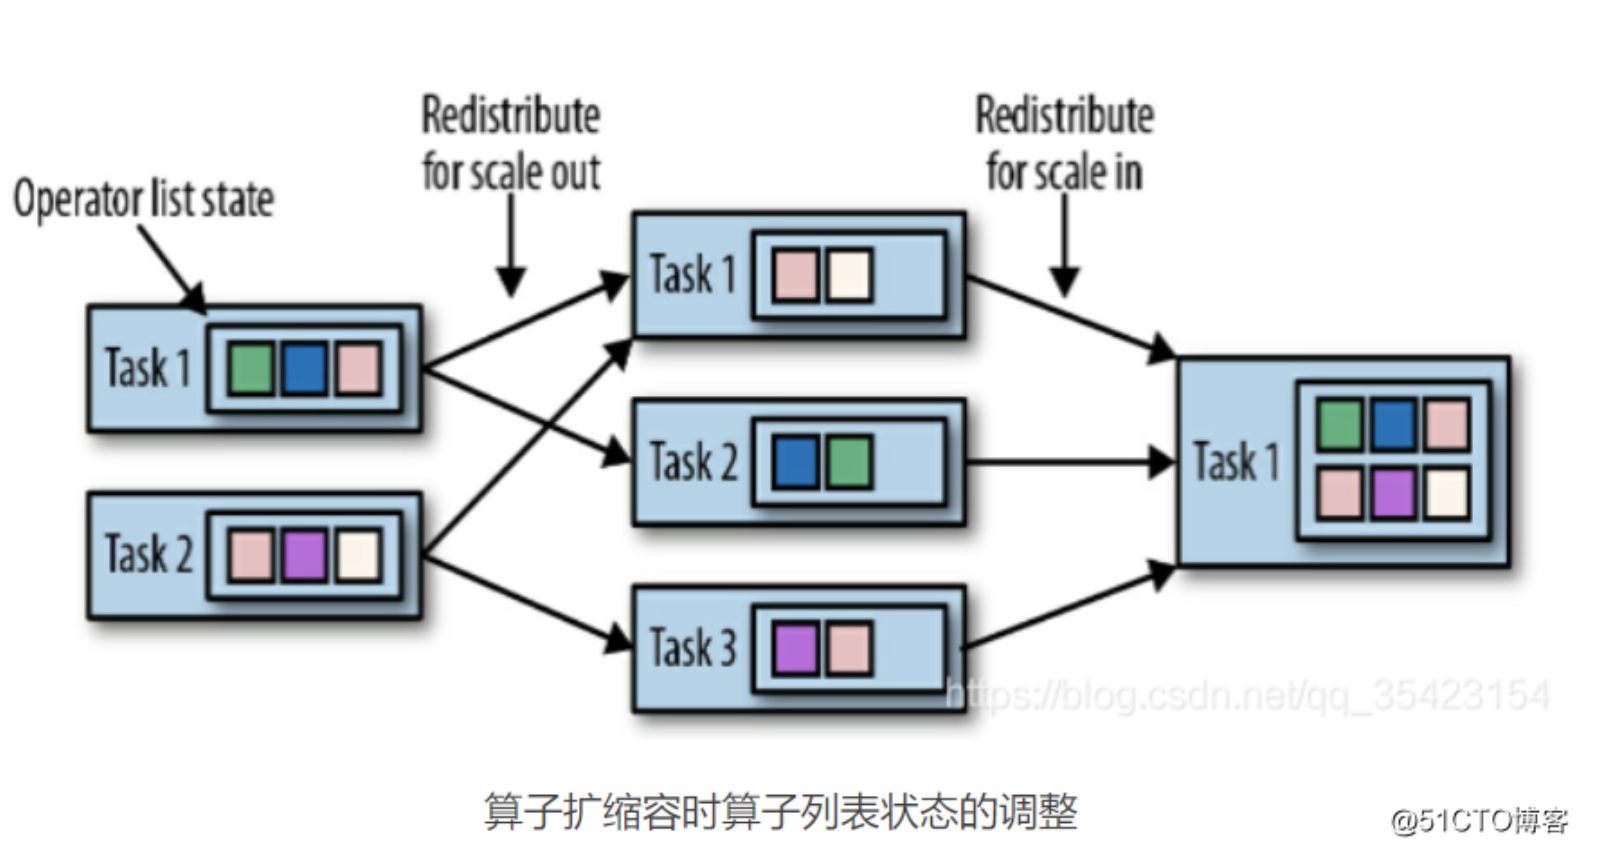 Redistribute
for scale out
Redistribute
for scale in
Operator list state
Task 1
Task 2
Task 1
Task 2
Task 3
Task 1
https://blog.csdn.net/qq_35423154
算子扩缩容时算子列表状态的调整
@51CTO博客